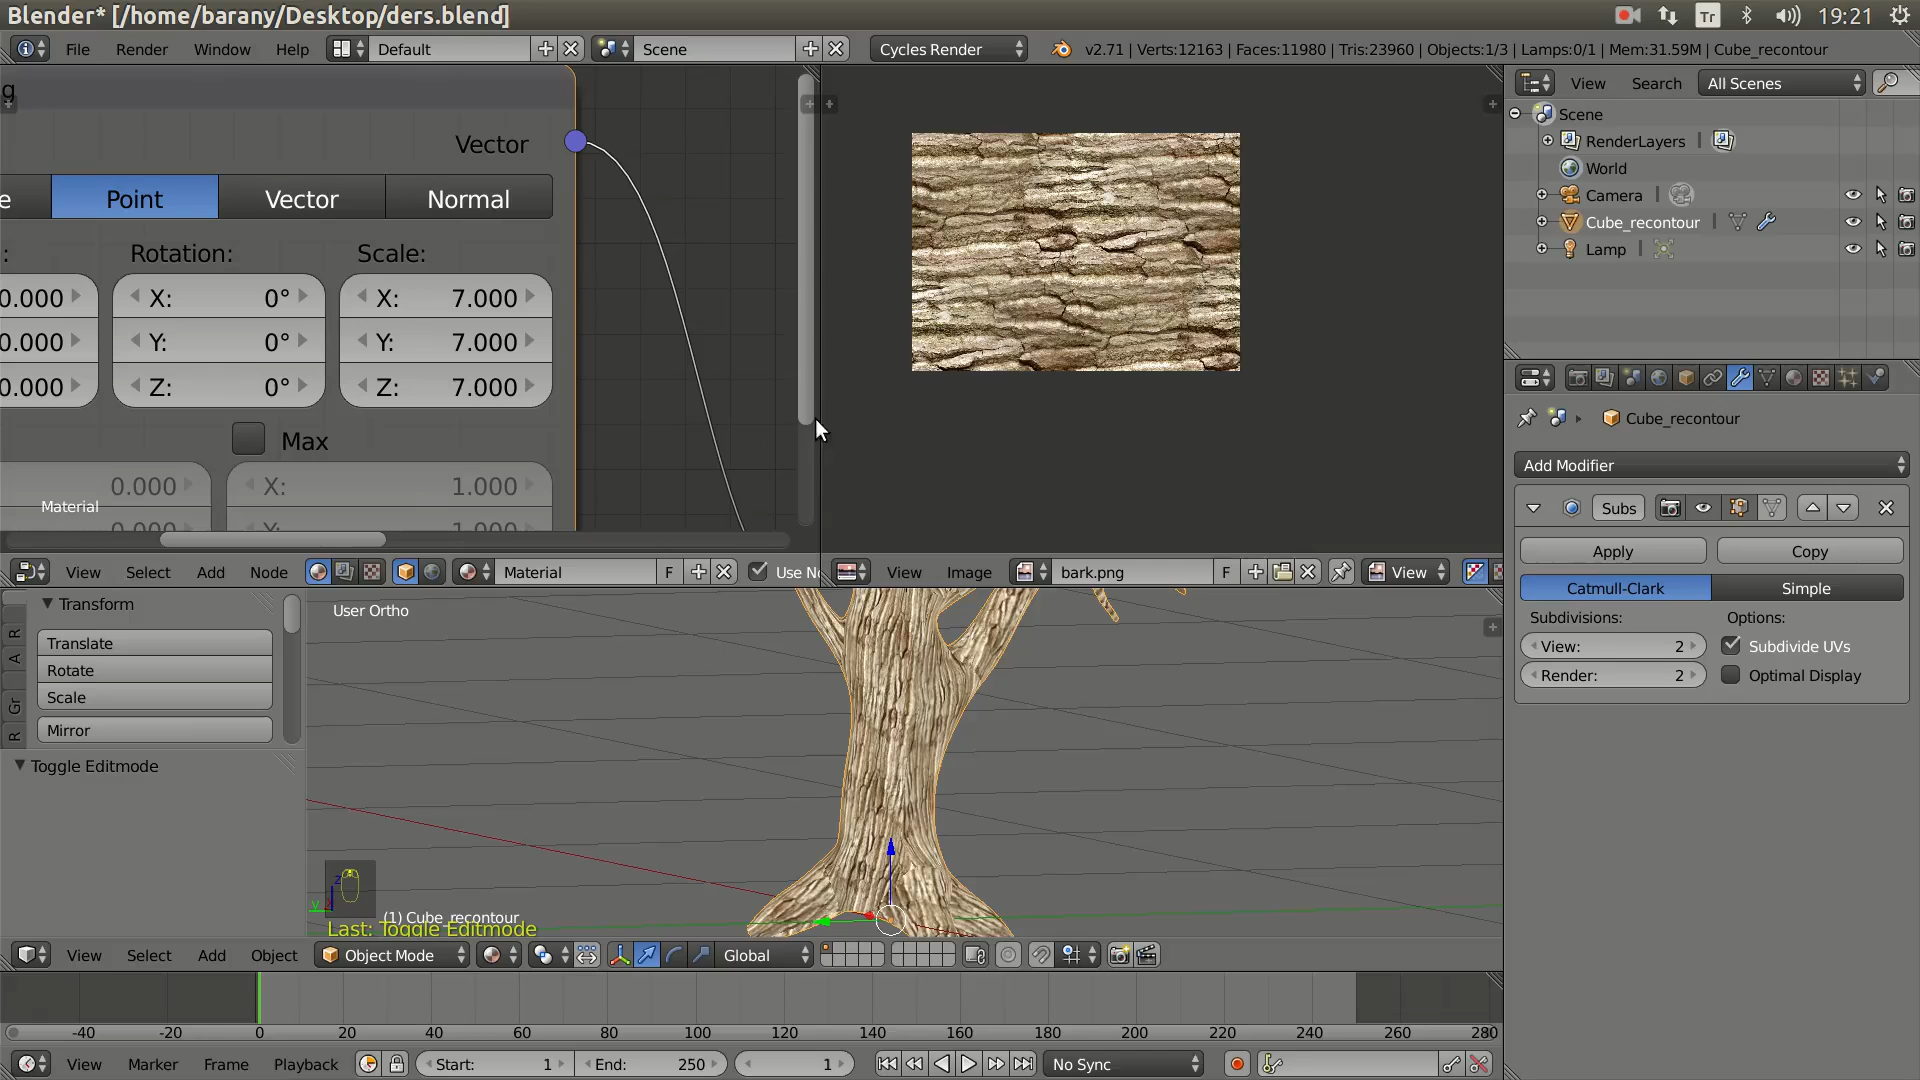 Blender* [/home/barany/Desktop/ders.blend]
Tr
19:21
File Render Window Help Default Scene Cycles Render v2.71 | Verts:12163 | Faces:11980 | Tris:23960 | Objects:1/3 | Lamps:0/1 | Mem:31.59M | Cube_recontour
g
Vector
e Point Vector Normal
: Rotation: Scale:
0.000 X: 0° X: 7.000
0.000 Y: 0° Y: 7.000
0.000 Z: 0° Z: 7.000
Max
0.000 X: 1.000
Material
0.000 Y: 1.000
View Select Add Node Material F Use No
View Image bark.png F View
View Search All Scenes
Scene
RenderLayers
World
Camera
Cube_recontour
Lamp
Cube_recontour
Add Modifier
Subs
Apply Copy
Catmull-Clark Simple
Subdivisions: Options:
View: 2 Subdivide UVs
Render: 2 Optimal Display
Transform
Translate
Rotate
Scale
Mirror
Toggle Editmode
R
A
Gr
R
User Ortho
z
y
(1) Cube_recontour
Last: Toggle Editmode
View Select Add Object Object Mode Global
-40 -20 0 20 40 60 80 100 120 140 160 180 200 220 240 260 280
View Marker Frame Playback Start: 1 End: 250 1 No Sync